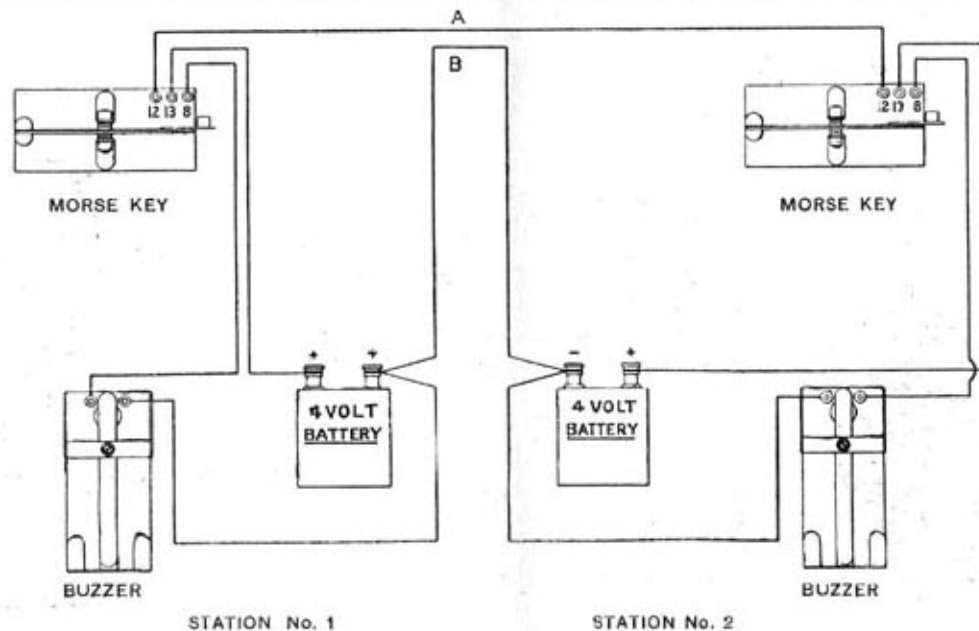 A
B
12 13 8
12 13 8
MORSE KEY
MORSE KEY
+ +
- +
4 VOLT
BATTERY
4 VOLT
BATTERY
BUZZER
BUZZER
STATION No. 1
STATION No. 2